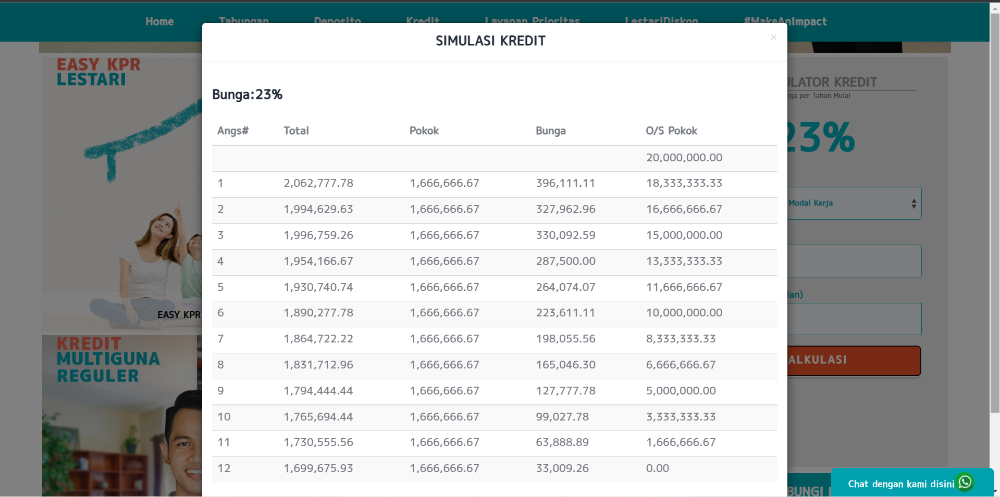 Home Tabungan Deposito Kredit Layanan Prioritas LestariDiskon #MakeAnImpact
SIMULASI KREDIT ×
Bunga:23%
Angs# Total Pokok Bunga O/S Pokok
20,000,000.00
1 2,062,777.78 1,666,666.67 396,111.11 18,333,333.33
2 1,994,629.63 1,666,666.67 327,962.96 16,666,666.67
3 1,996,759.26 1,666,666.67 330,092.59 15,000,000.00
4 1,954,166.67 1,666,666.67 287,500.00 13,333,333.33
5 1,930,740.74 1,666,666.67 264,074.07 11,666,666.67
6 1,890,277.78 1,666,666.67 223,611.11 10,000,000.00
7 1,864,722.22 1,666,666.67 198,055.56 8,333,333.33
8 1,831,712.96 1,666,666.67 165,046.30 6,666,666.67
9 1,794,444.44 1,666,666.67 127,777.78 5,000,000.00
10 1,765,694.44 1,666,666.67 99,027.78 3,333,333.33
11 1,730,555.56 1,666,666.67 63,888.89 1,666,666.67
12 1,699,675.93 1,666,666.67 33,009.26 0.00
EASY KPR
LESTARI
EASY KPR
KREDIT
MULTIGUNA
REGULER
ULATOR KREDIT
nga per Tahun Mulai
23%
Modal Kerja
lan)
ALKULASI
BUNGI
Chat dengan kami disini